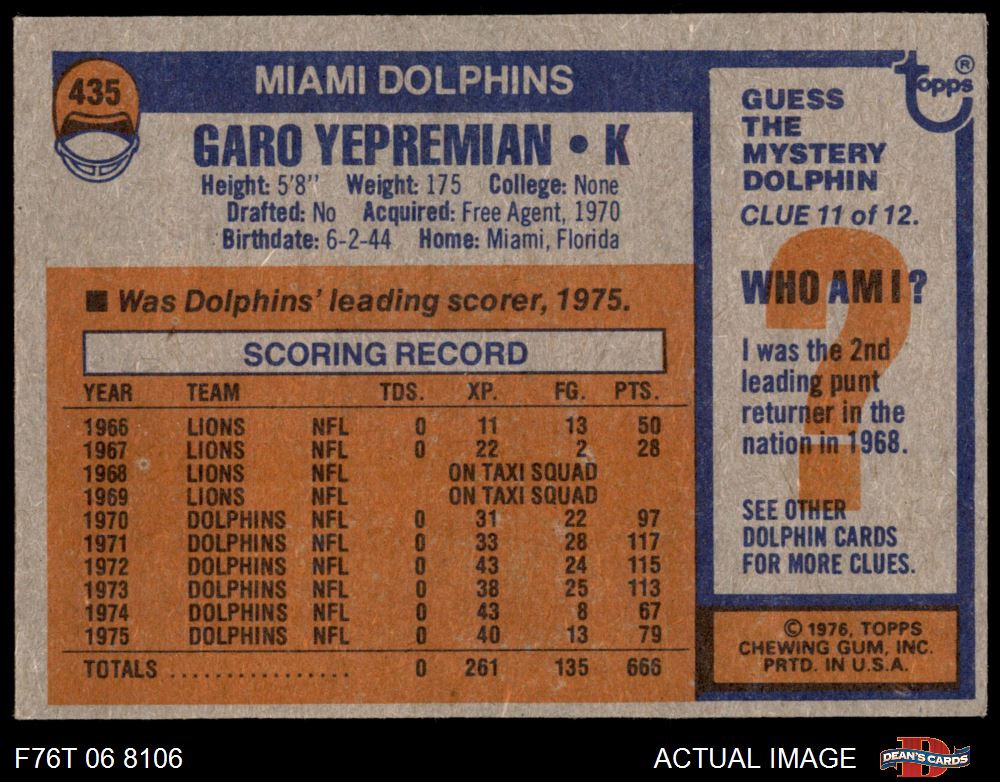 435
MIAMI DOLPHINS
GARO YEPREMIAN • K
Height: 5'8" Weight: 175 College: None
Drafted: No Acquired: Free Agent, 1970
Birthdate: 6-2-44 Home: Miami, Florida
■ Was Dolphins' leading scorer, 1975.
SCORING RECORD
YEAR TEAM TDS. XP. FG. PTS.
1966 LIONS NFL 0 11 13 50
1967 LIONS NFL 0 22 2 28
1968 LIONS NFL ON TAXI SQUAD
1969 LIONS NFL ON TAXI SQUAD
1970 DOLPHINS NFL 0 31 22 97
1971 DOLPHINS NFL 0 33 28 117
1972 DOLPHINS NFL 0 43 24 115
1973 DOLPHINS NFL 0 38 25 113
1974 DOLPHINS NFL 0 43 8 67
1975 DOLPHINS NFL 0 40 13 79
TOTALS ................. 0 261 135 666
topps ®
GUESS
THE
MYSTERY
DOLPHIN
CLUE 11 of 12.
?
WHO AM I?
I was the 2nd
leading punt
returner in the
nation in 1968.
SEE OTHER
DOLPHIN CARDS
FOR MORE CLUES.
© 1976, TOPPS
CHEWING GUM, INC.
PRTD. IN U.S.A.
F76T 06 8106
ACTUAL IMAGE
DEAN'S CARDS